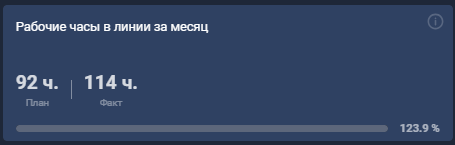 Рабочие часы в линии за месяц
92 ч. 114 ч.
План Факт
123.9 %